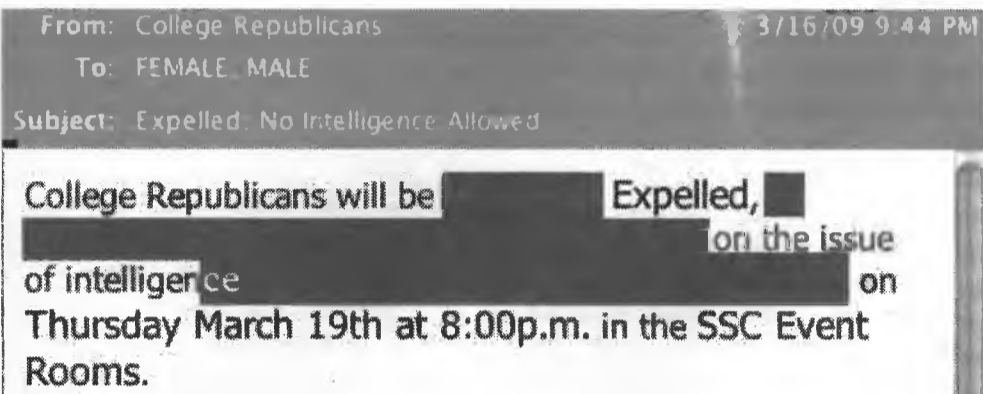 From: College Republicans 3/16/09 9:44 PM
To: FEMALE, MALE
Subject: Expelled: No Intelligence Allowed
College Republicans will be Expelled,
on the issue
of intelligence on
Thursday March 19th at 8:00p.m. in the SSC Event
Rooms.